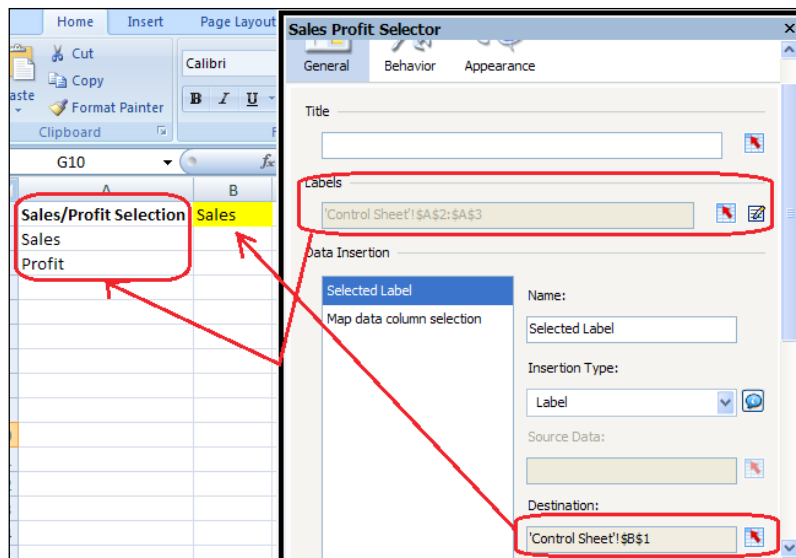 Home Insert Page Layout
Cut
Copy
Format Painter
aste
Clipboard
Calibri
B I U
F
G10
fx
A B
Sales/Profit Selection Sales
Sales
Profit
Sales Profit Selector
General Behavior Appearance
Title
Labels
'Control Sheet'!$A$2:$A$3
Data Insertion
Selected Label
Map data column selection
Name:
Selected Label
Insertion Type:
Label
Source Data:
Destination:
'Control Sheet'!$B$1